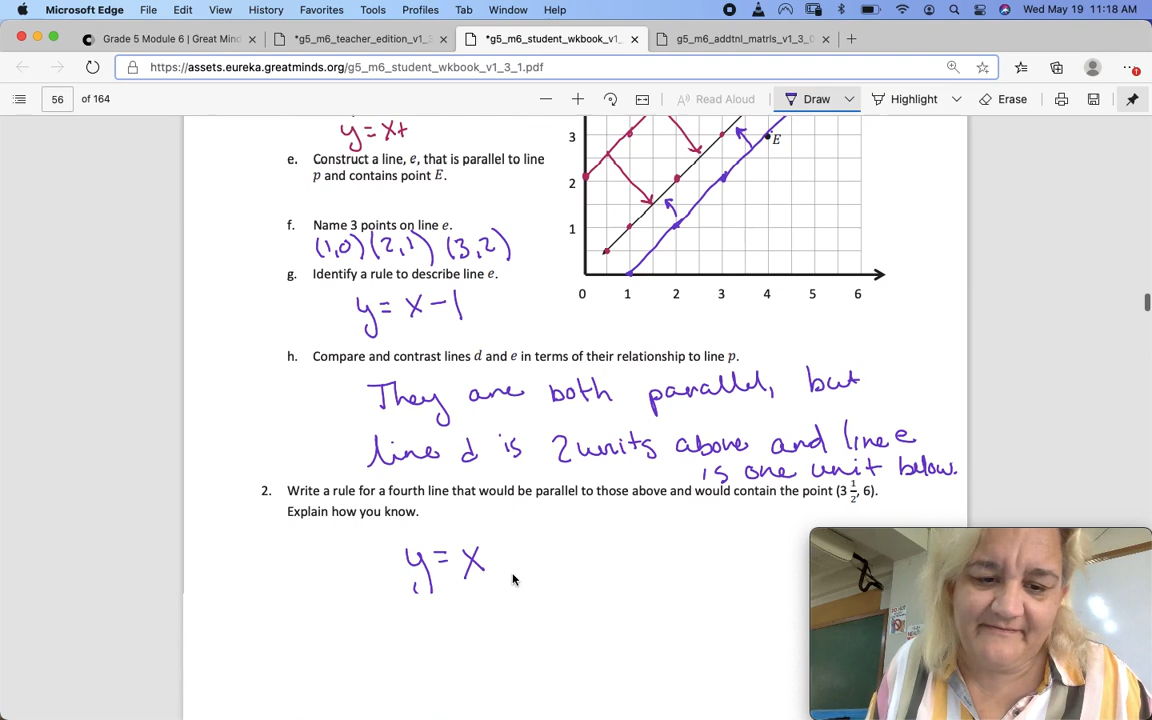 Microsoft Edge File Edit View History Favorites Tools Profiles Tab Window Help Wed May 19 11:18 AM
Grade 5 Module 6 | Great Mind *g5_m6_teacher_edition_v1_3_ *g5_m6_student_wkbook_v1_ g5_m6_addtnl_matrls_v1_3_0
https://assets.eureka.greatminds.org/g5_m6_student_wkbook_v1_3_1.pdf
56 of 164 Read Aloud Draw Highlight Erase
y = x+
3
E
e. Construct a line, e, that is parallel to line
p and contains point E.
2
f. Name 3 points on line e.
1
(1,0) (2,1) (3,2)
g. Identify a rule to describe line e.
0 1 2 3 4 5 6
y = x - 1
h. Compare and contrast lines d and e in terms of their relationship to line p.
They are both parallel, but
line d is 2 units above and line e
is one unit below.
2. Write a rule for a fourth line that would be parallel to those above and would contain the point (3 1/2, 6).
Explain how you know.
y = x